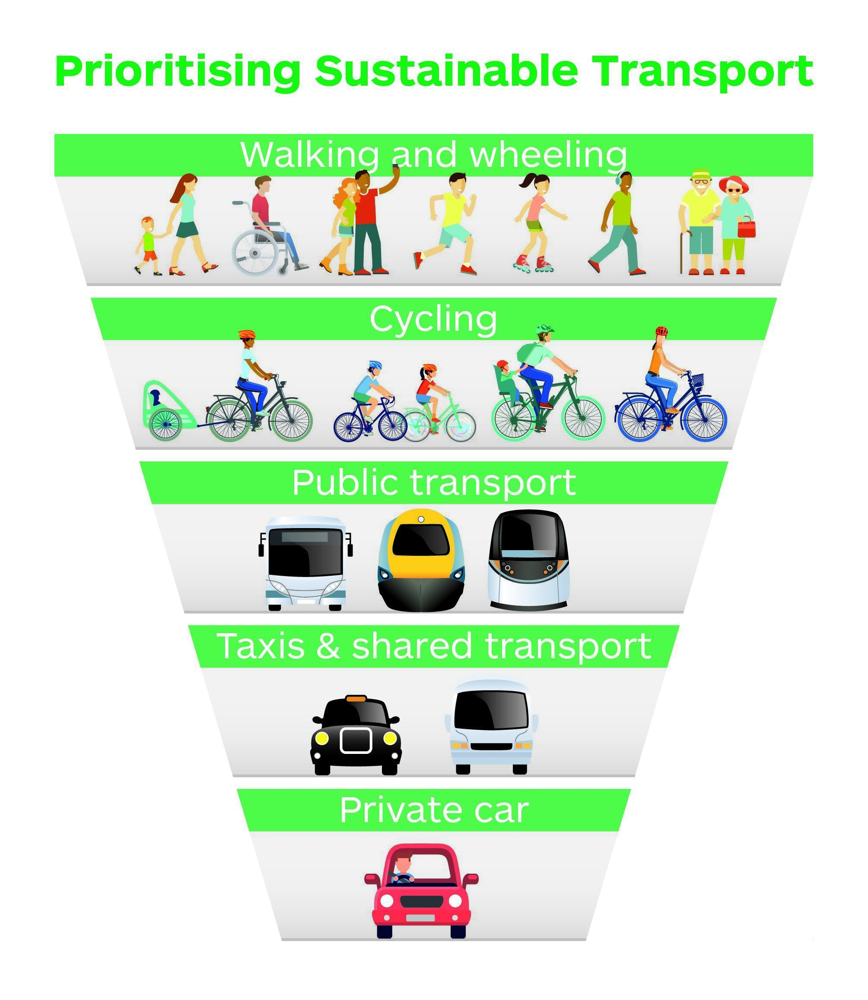 Prioritising Sustainable Transport
Walking and wheeling
Cycling
Public transport
Taxis & shared transport
Private car